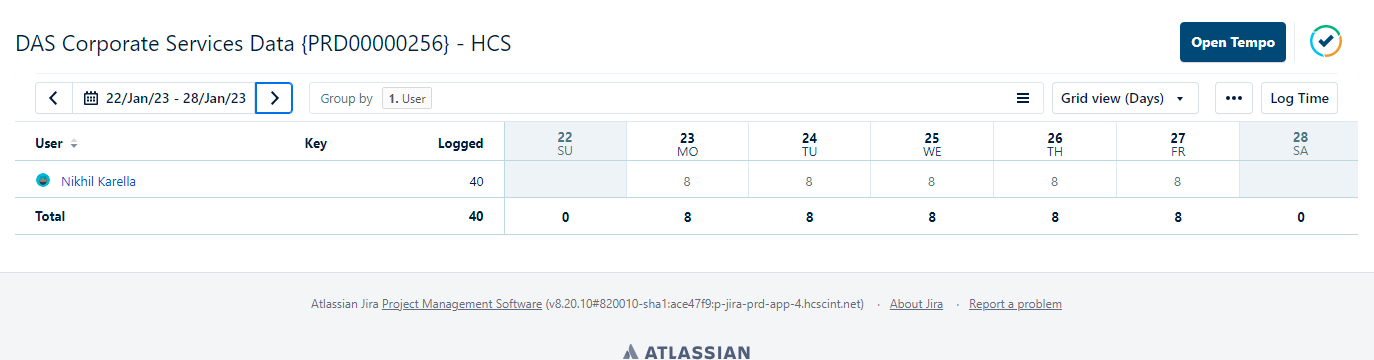 DAS Corporate Services Data {PRD00000256} - HCS
Open Tempo
22/Jan/23 - 28/Jan/23
Group by 1. User
Grid view (Days)
Log Time
User Key Logged 22 SU 23 MO 24 TU 25 WE 26 TH 27 FR 28 SA
Nikhil Karella 40 8 8 8 8 8
Total 40 0 8 8 8 8 8 0
Atlassian Jira Project Management Software (v8.20.10#820010-sha1:ace47f9:p-jira-prd-app-4.hcscint.net) · About Jira · Report a problem
ATLASSIAN